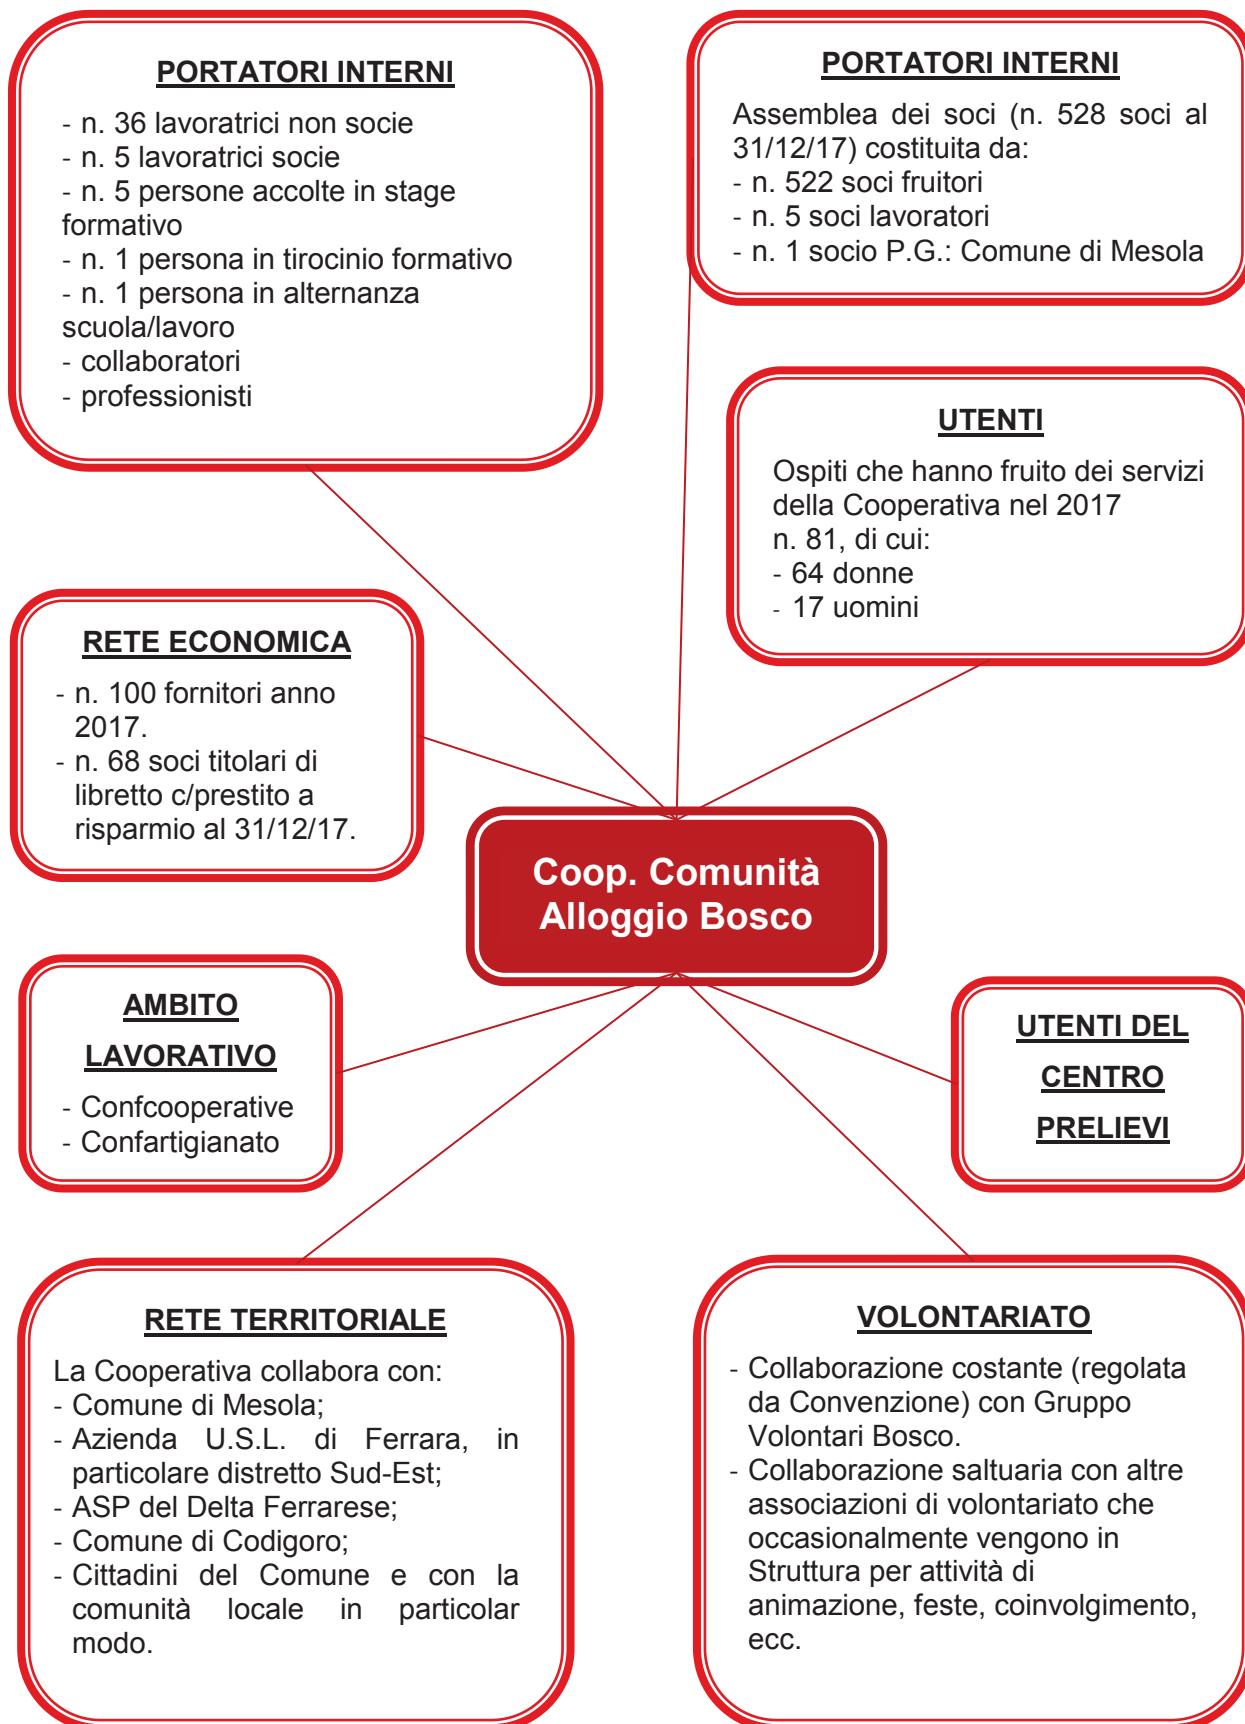 PORTATORI INTERNI
- n. 36 lavoratrici non socie
- n. 5 lavoratrici socie
- n. 5 persone accolte in stage
formativo
- n. 1 persona in tirocinio formativo
- n. 1 persona in alternanza
scuola/lavoro
- collaboratori
- professionisti
PORTATORI INTERNI
Assemblea dei soci (n. 528 soci al
31/12/17) costituita da:
- n. 522 soci fruitori
- n. 5 soci lavoratori
- n. 1 socio P.G.: Comune di Mesola
UTENTI
Ospiti che hanno fruito dei servizi
della Cooperativa nel 2017
n. 81, di cui:
- 64 donne
- 17 uomini
RETE ECONOMICA
- n. 100 fornitori anno
2017.
- n. 68 soci titolari di
libretto c/prestito a
risparmio al 31/12/17.
Coop. Comunità
Alloggio Bosco
AMBITO
LAVORATIVO
- Confcooperative
- Confartigianato
UTENTI DEL
CENTRO
PRELIEVI
RETE TERRITORIALE
La Cooperativa collabora con:
- Comune di Mesola;
- Azienda U.S.L. di Ferrara, in
particolare distretto Sud-Est;
- ASP del Delta Ferrarese;
- Comune di Codigoro;
- Cittadini del Comune e con la
comunità locale in particolar
modo.
VOLONTARIATO
- Collaborazione costante (regolata
da Convenzione) con Gruppo
Volontari Bosco.
- Collaborazione saltuaria con altre
associazioni di volontariato che
occasionalmente vengono in
Struttura per attività di
animazione, feste, coinvolgimento,
ecc.